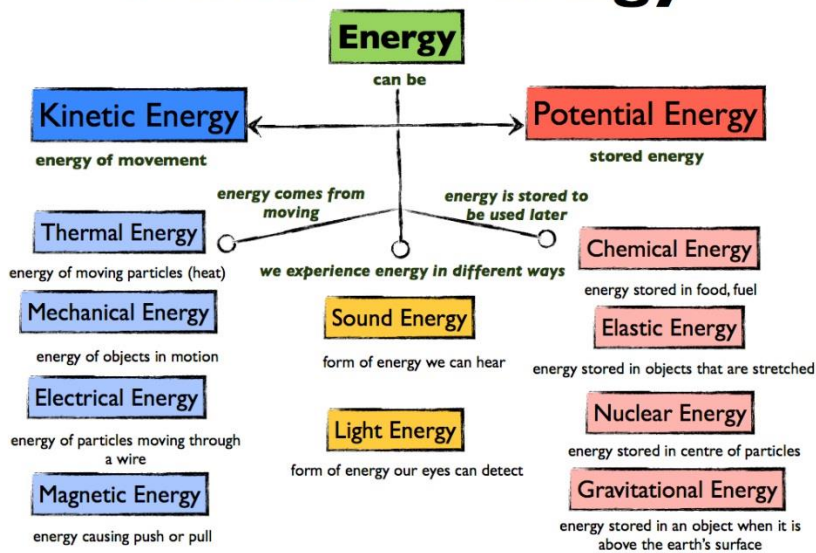 Energy
can be
Kinetic Energy
energy of movement
Potential Energy
stored energy
energy comes from
moving
energy is stored to
be used later
we experience energy in different ways
Thermal Energy
energy of moving particles (heat)
Mechanical Energy
energy of objects in motion
Electrical Energy
energy of particles moving through
a wire
Magnetic Energy
energy causing push or pull
Sound Energy
form of energy we can hear
Light Energy
form of energy our eyes can detect
Chemical Energy
energy stored in food, fuel
Elastic Energy
energy stored in objects that are stretched
Nuclear Energy
energy stored in centre of particles
Gravitational Energy
energy stored in an object when it is
above the earth's surface